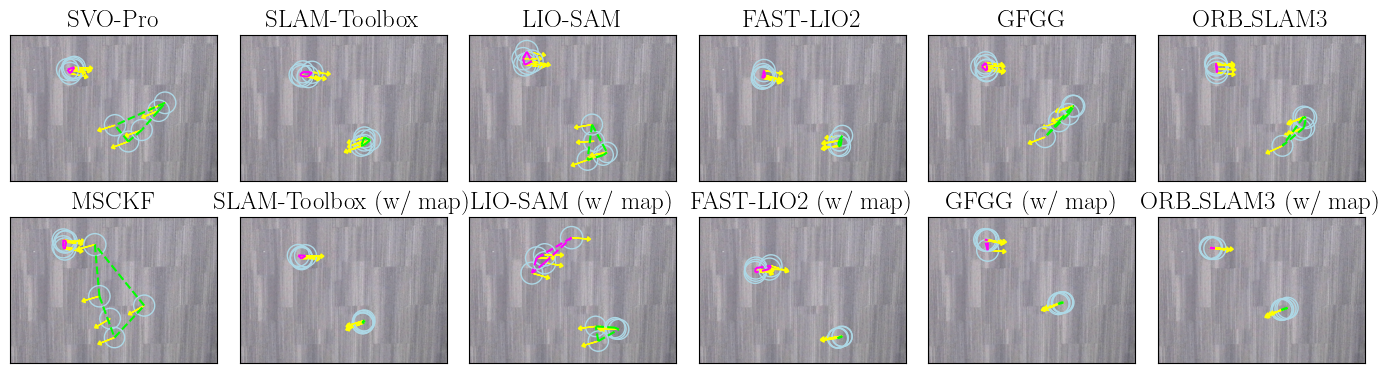 SVO-Pro
SLAM-Toolbox
LIO-SAM
FAST-LIO2
GFGG
ORB_SLAM3
MSCKF
SLAM-Toolbox (w/ map)
LIO-SAM (w/ map)
FAST-LIO2 (w/ map)
GFGG (w/ map)
ORB_SLAM3 (w/ map)